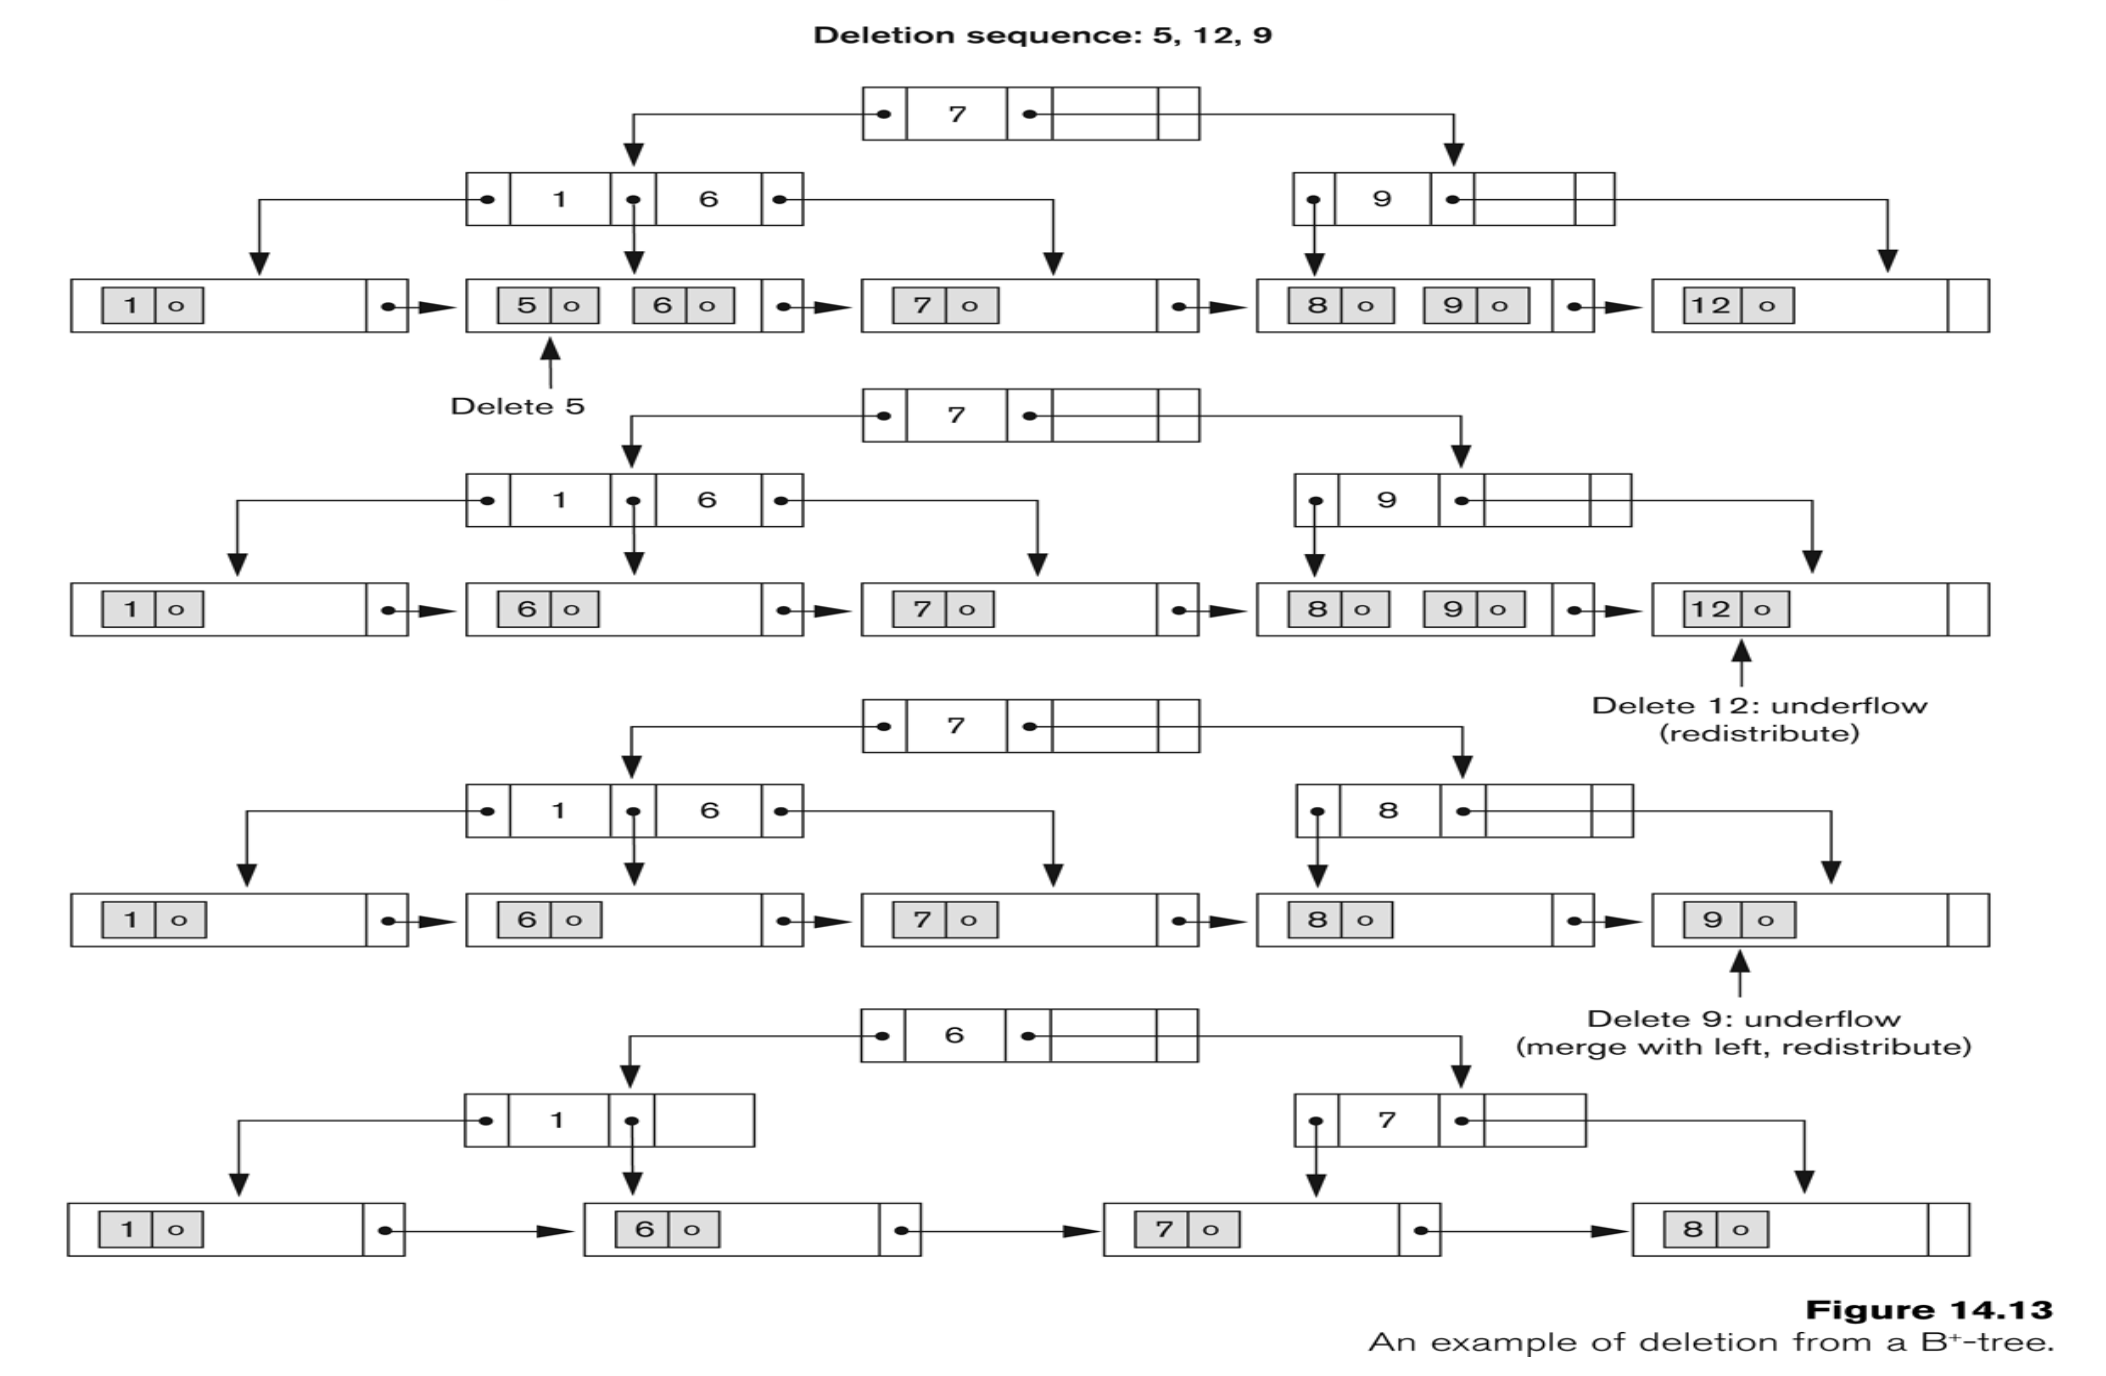 Deletion sequence: 5, 12, 9
7
1 6 9
1 o 5 o 6 o 7 o 8 o 9 o 12 o
Delete 5
7
1 6 9
1 o 6 o 7 o 8 o 9 o 12 o
Delete 12: underflow
(redistribute)
7
1 6 8
1 o 6 o 7 o 8 o 9 o
Delete 9: underflow
(merge with left, redistribute)
6
1 7
1 o 6 o 7 o 8 o
Figure 14.13
An example of deletion from a B⁺-tree.